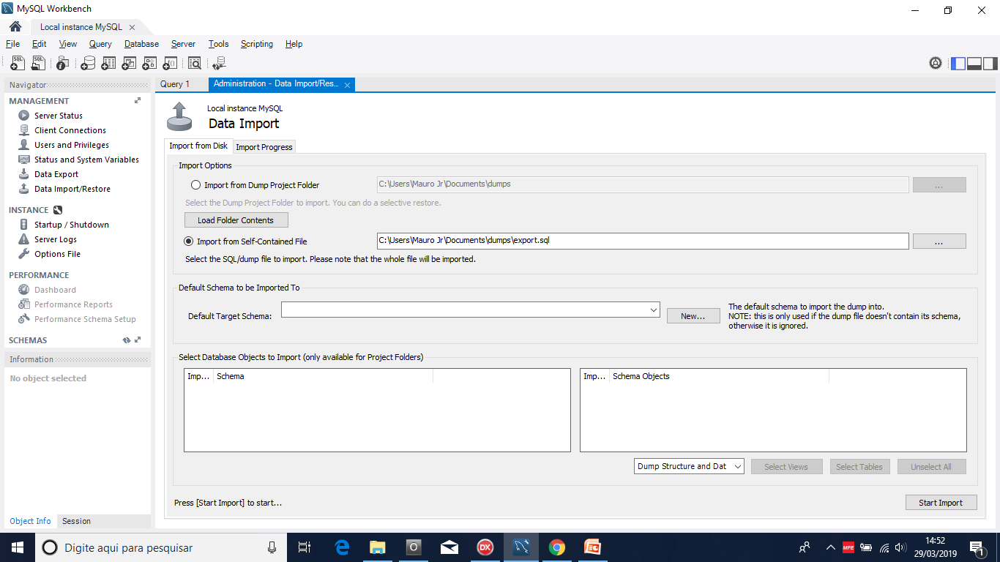 MySQL Workbench
Local instance MySQL
File Edit View Query Database Server Tools Scripting Help
Navigator
MANAGEMENT
Server Status
Client Connections
Users and Privileges
Status and System Variables
Data Export
Data Import/Restore
INSTANCE
Startup / Shutdown
Server Logs
Options File
PERFORMANCE
Dashboard
Performance Reports
Performance Schema Setup
SCHEMAS
Information
No object selected
Object Info Session
Query 1 Administration - Data Import/Res...
Local instance MySQL
Data Import
Import from Disk Import Progress
Import Options
Import from Dump Project Folder C:\Users\Mauro Jr\Documents\dumps ...
Select the Dump Project Folder to import. You can do a selective restore.
Load Folder Contents
Import from Self-Contained File C:\Users\Mauro Jr\Documents\dumps\export.sql ...
Select the SQL/dump file to import. Please note that the whole file will be imported.
Default Schema to be Imported To
Default Target Schema: New...
The default schema to import the dump into.
NOTE: this is only used if the dump file doesn't contain its schema,
otherwise it is ignored.
Select Database Objects to Import (only available for Project Folders)
Imp... Schema Imp... Schema Objects
Dump Structure and Dat Select Views Select Tables Unselect All
Press [Start Import] to start... Start Import
Digite aqui para pesquisar
14:52
29/03/2019